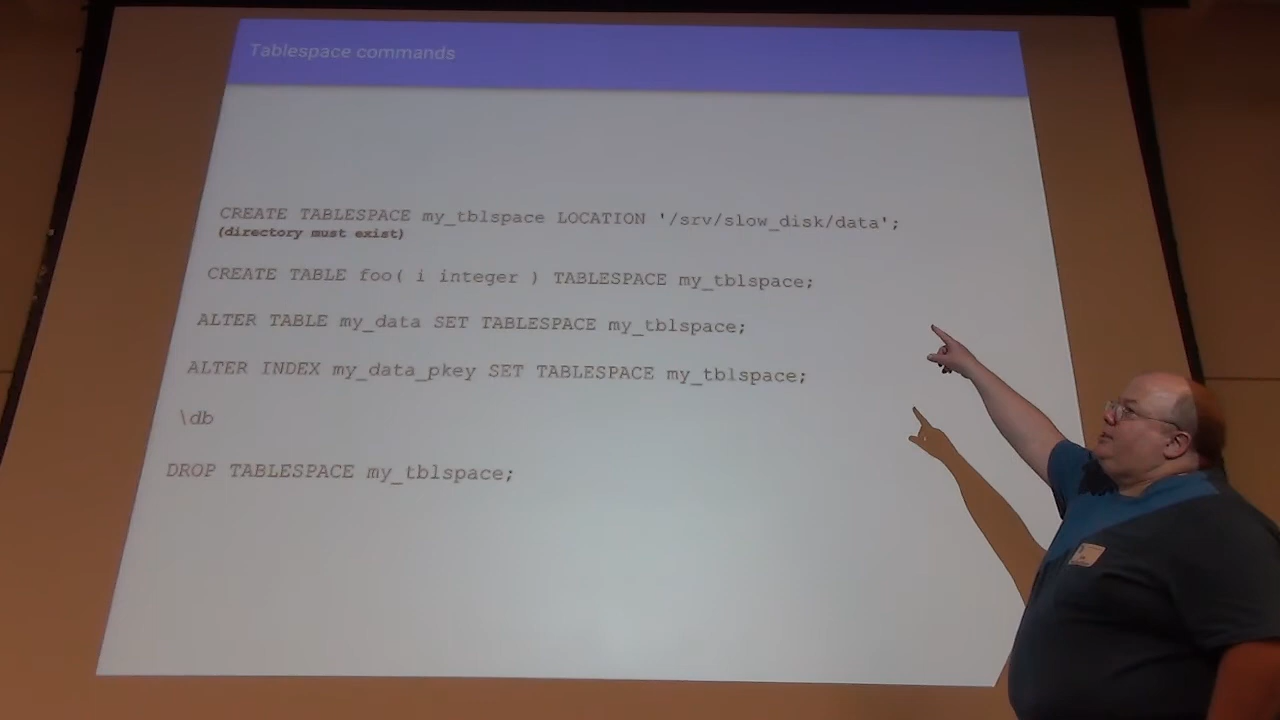 Tablespace commands
CREATE TABLESPACE my_tblspace LOCATION '/srv/slow_disk/data';
(directory must exist)
CREATE TABLE foo( i integer ) TABLESPACE my_tblspace;
ALTER TABLE my_data SET TABLESPACE my_tblspace;
ALTER INDEX my_data_pkey SET TABLESPACE my_tblspace;
\db
DROP TABLESPACE my_tblspace;